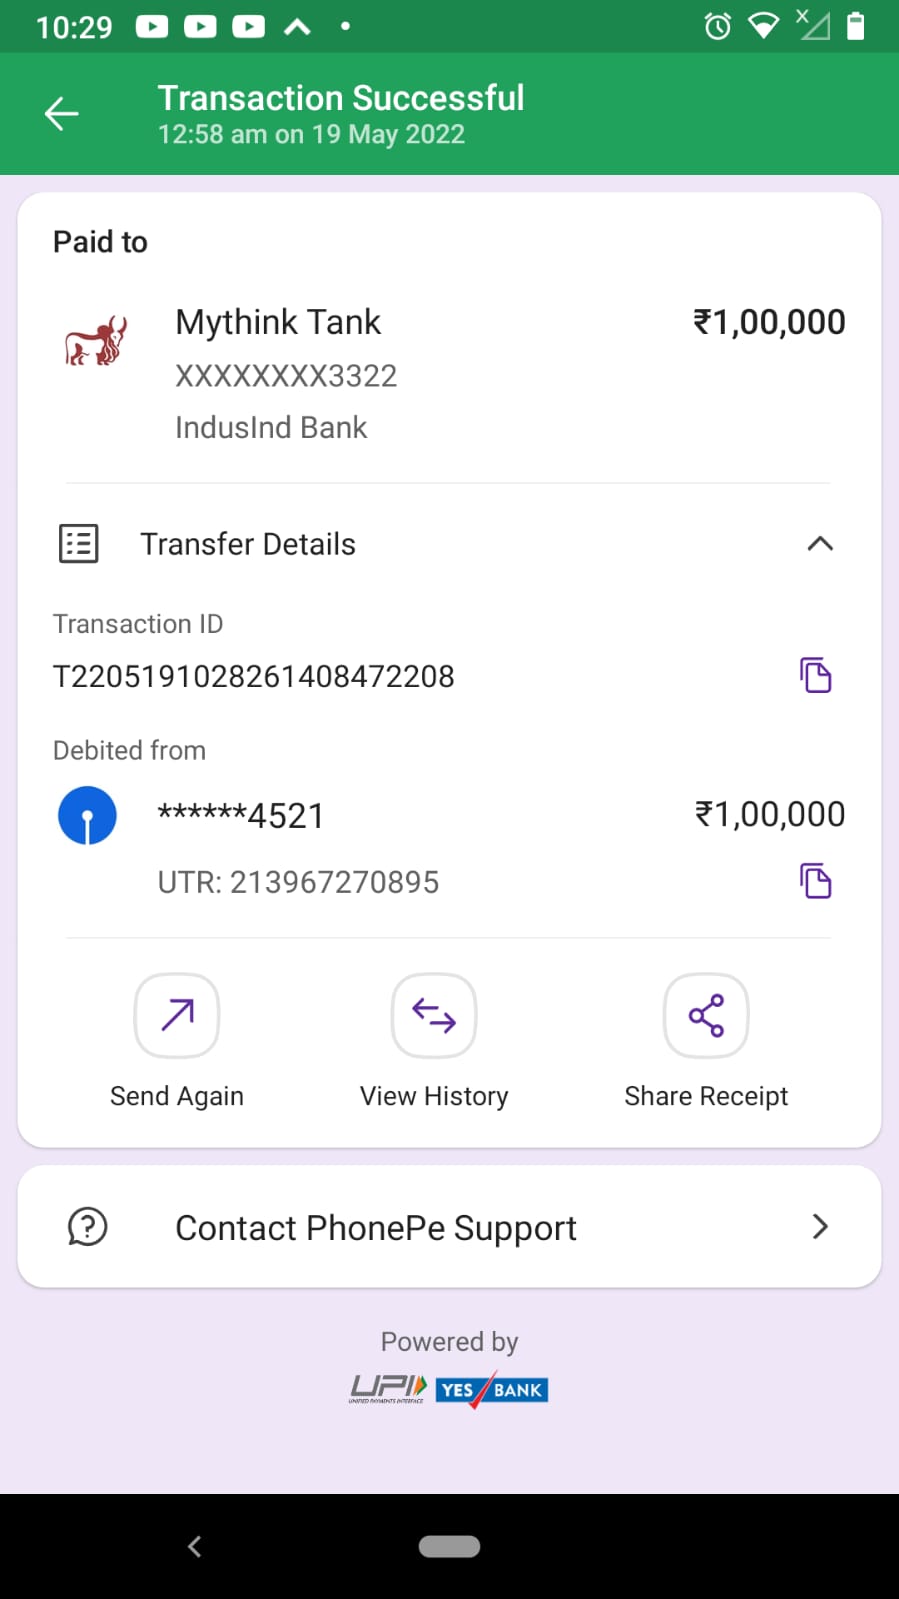 10:29
Transaction Successful
12:58 am on 19 May 2022
Paid to
Mythink Tank
₹1,00,000
XXXXXXXX3322
IndusInd Bank
Transfer Details
Transaction ID
T2205191028261408472208
Debited from
******4521
₹1,00,000
UTR: 213967270895
Send Again
View History
Share Receipt
Contact PhonePe Support
Powered by
UPI
UNIFIED PAYMENTS INTERFACE
YES BANK